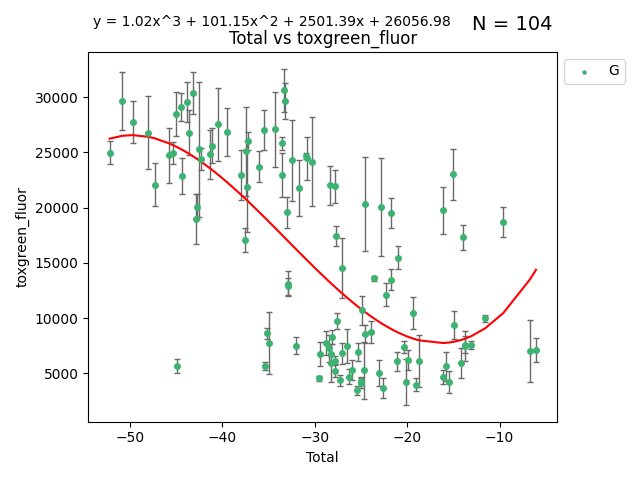 y = 1.02x^3 + 101.15x^2 + 2501.39x + 26056.98
N = 104
Total vs toxgreen_fluor
G
30000
25000
20000
15000
10000
5000
toxgreen_fluor
−50
−40
−30
−20
−10
Total